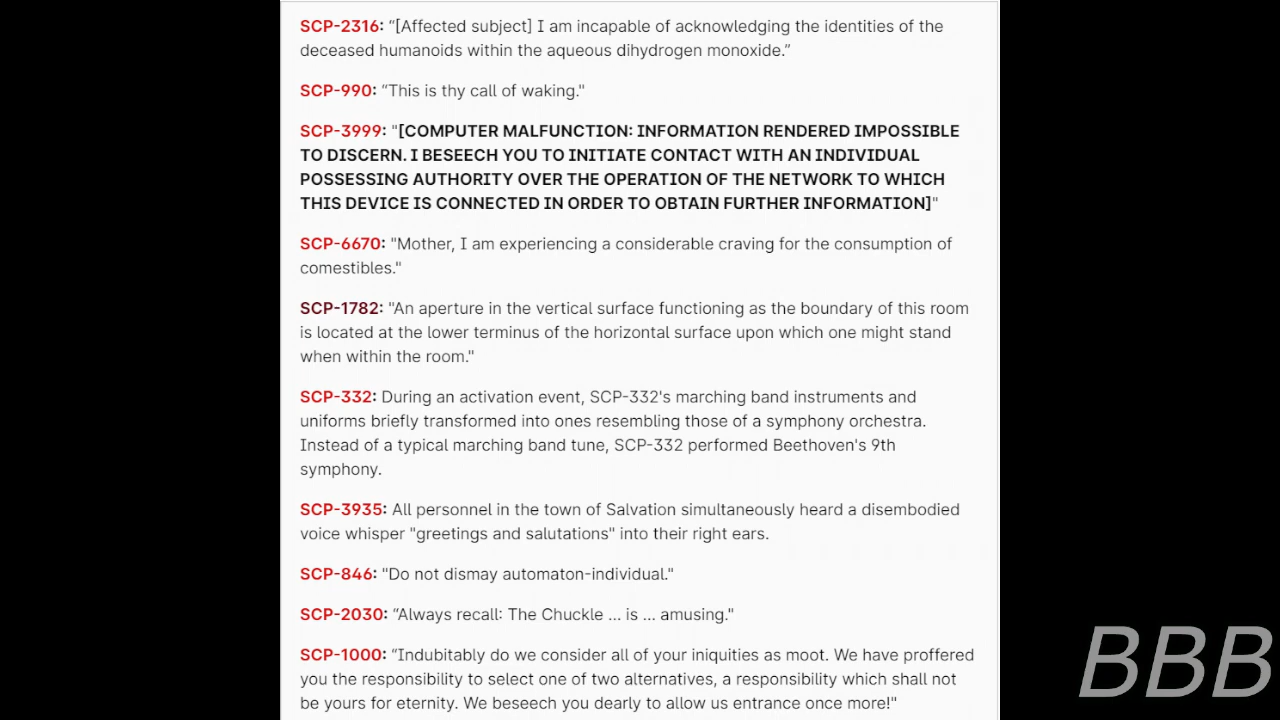 SCP-2316: “[Affected subject] I am incapable of acknowledging the identities of the
deceased humanoids within the aqueous dihydrogen monoxide.”
SCP-990: “This is thy call of waking."
SCP-3999: "[COMPUTER MALFUNCTION: INFORMATION RENDERED IMPOSSIBLE
TO DISCERN. I BESEECH YOU TO INITIATE CONTACT WITH AN INDIVIDUAL
POSSESSING AUTHORITY OVER THE OPERATION OF THE NETWORK TO WHICH
THIS DEVICE IS CONNECTED IN ORDER TO OBTAIN FURTHER INFORMATION]"
SCP-6670: "Mother, I am experiencing a considerable craving for the consumption of
comestibles."
SCP-1782: "An aperture in the vertical surface functioning as the boundary of this room
is located at the lower terminus of the horizontal surface upon which one might stand
when within the room."
SCP-332: During an activation event, SCP-332's marching band instruments and
uniforms briefly transformed into ones resembling those of a symphony orchestra.
Instead of a typical marching band tune, SCP-332 performed Beethoven's 9th
symphony.
SCP-3935: All personnel in the town of Salvation simultaneously heard a disembodied
voice whisper "greetings and salutations" into their right ears.
SCP-846: "Do not dismay automaton-individual."
SCP-2030: “Always recall: The Chuckle ... is ... amusing."
SCP-1000: “Indubitably do we consider all of your iniquities as moot. We have proffered
you the responsibility to select one of two alternatives, a responsibility which shall not
be yours for eternity. We beseech you dearly to allow us entrance once more!"
BBB